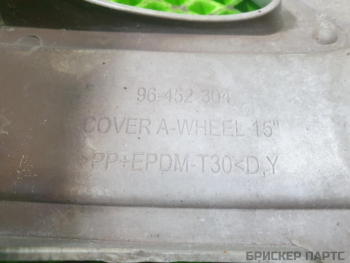 96-452 304
COVER A-WHEEL 15"
>PP+EPDM-T30<D,Y
БРИСКЕР ПАРТС